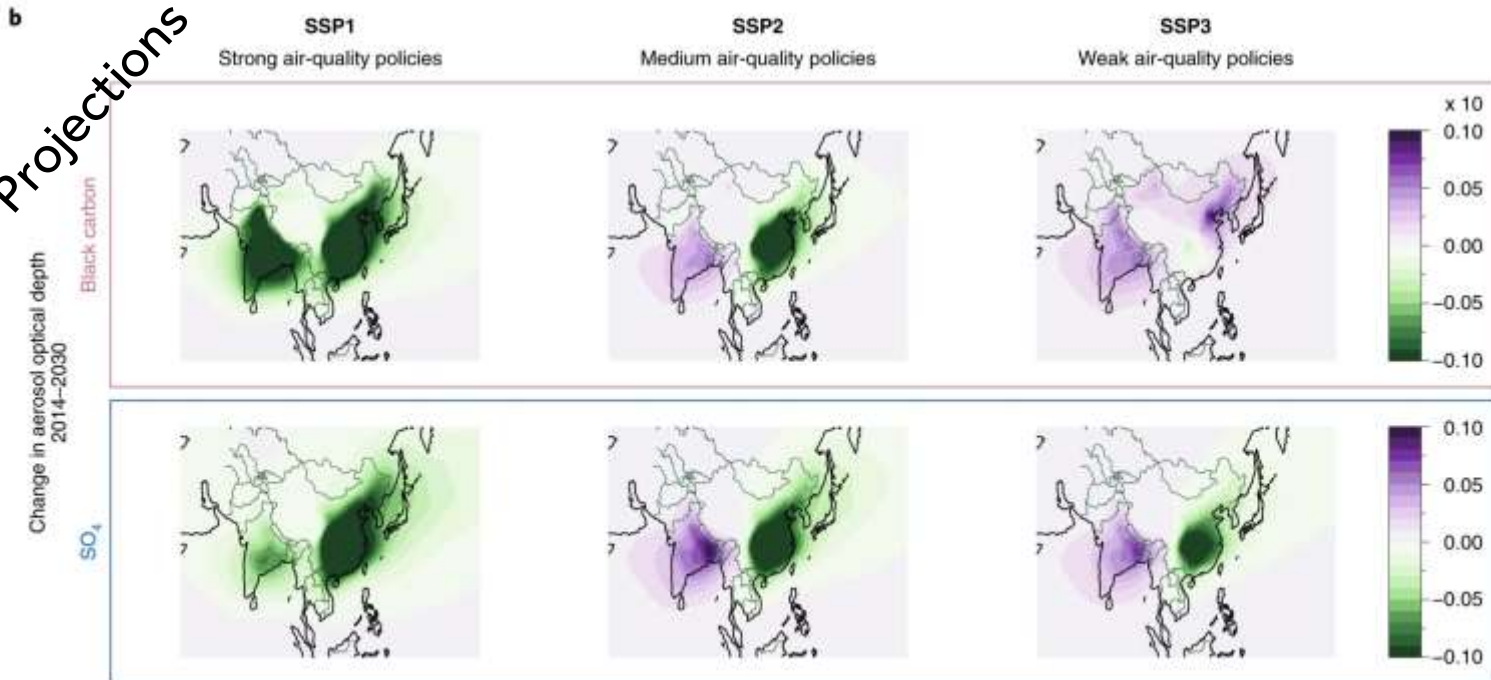 b
Projections
SSP1
Strong air-quality policies
SSP2
Medium air-quality policies
SSP3
Weak air-quality policies
Change in aerosol optical depth
2014–2030
Black carbon
x 10
0.10
0.05
0.00
−0.05
−0.10
SO₄
0.10
0.05
0.00
−0.05
−0.10